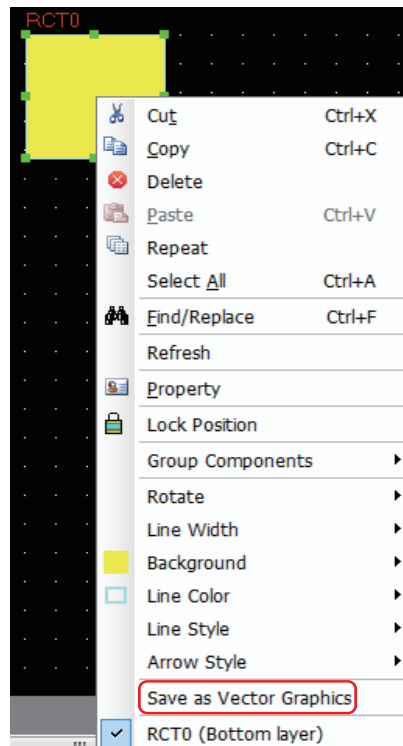 RCT0
Cut Ctrl+X
Copy Ctrl+C
Delete
Paste Ctrl+V
Repeat
Select All Ctrl+A
Find/Replace Ctrl+F
Refresh
Property
Lock Position
Group Components
Rotate
Line Width
Background
Line Color
Line Style
Arrow Style
Save as Vector Graphics
RCT0 (Bottom layer)